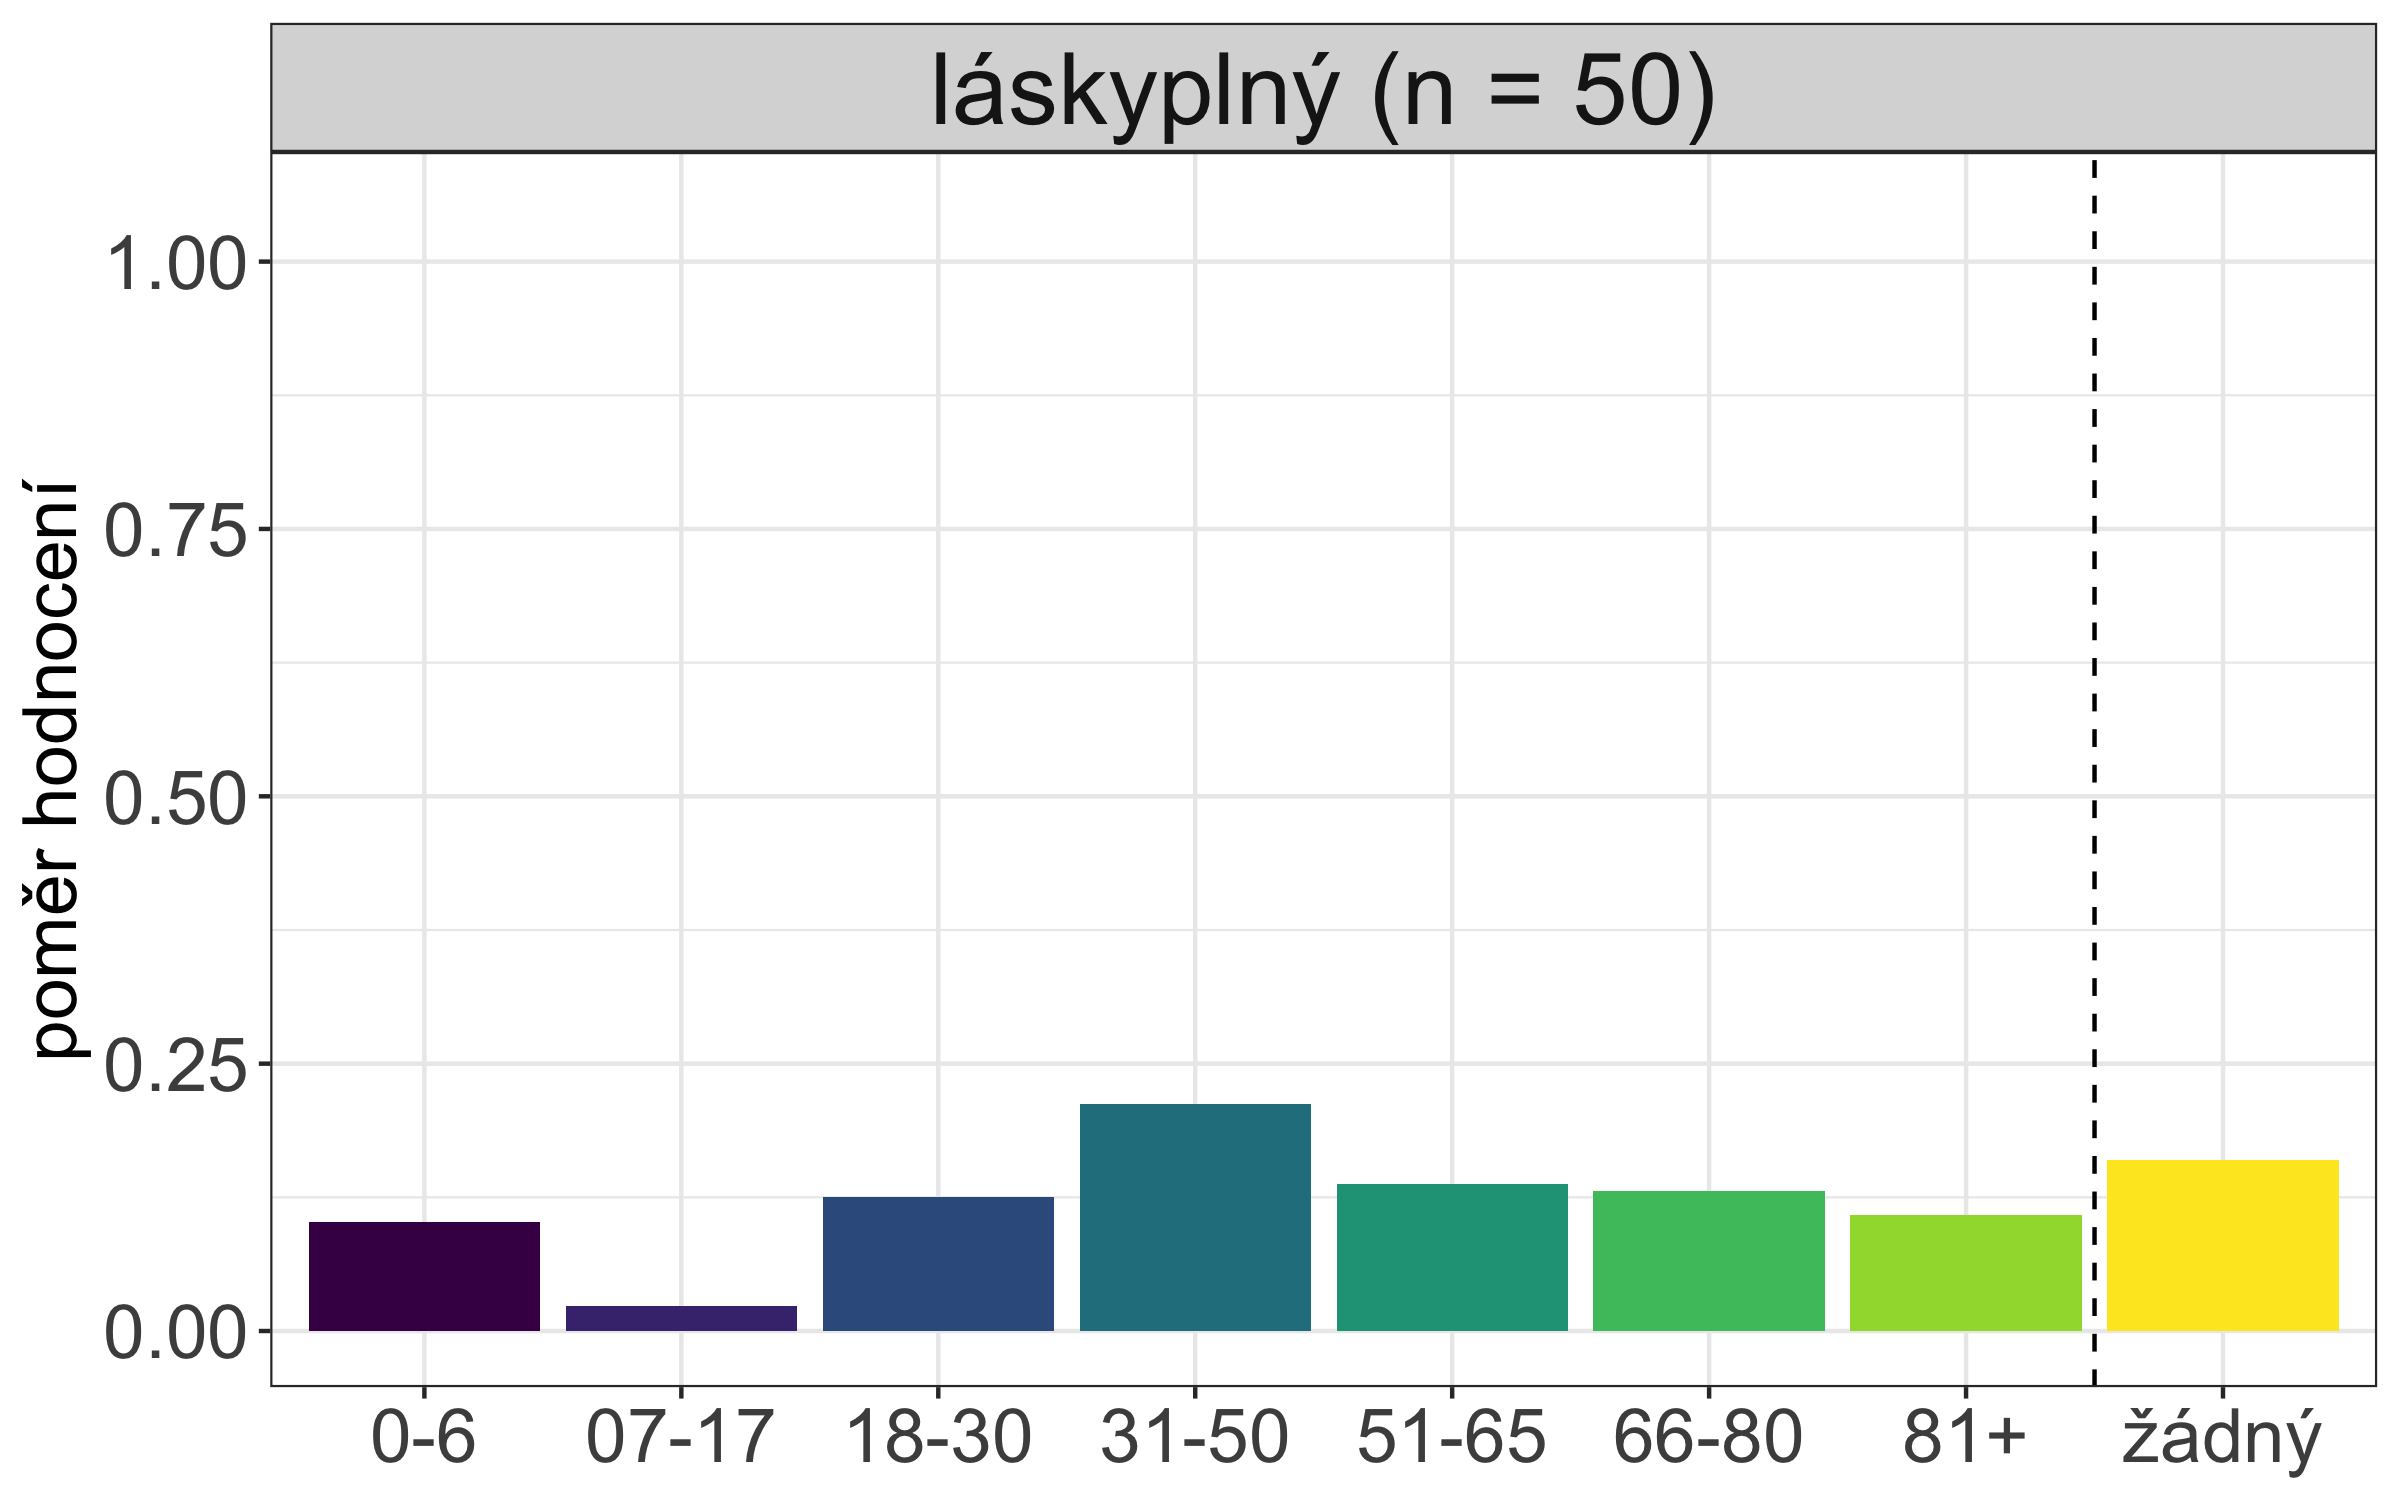 láskyplný (n = 50)
poměr hodnocení
1.00
0.75
0.50
0.25
0.00
0-6 07-17 18-30 31-50 51-65 66-80 81+ žádný